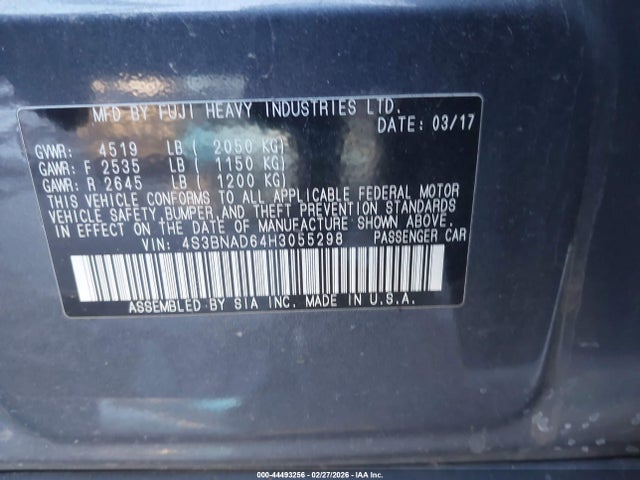 MFD BY FUJI HEAVY INDUSTRIES LTD.
DATE: 03/17
GVWR: 4519 LB ( 2050 KG)
GAWR: F 2535 LB ( 1150 KG)
GAWR: R 2645 LB ( 1200 KG)
THIS VEHICLE CONFORMS TO ALL APPLICABLE FEDERAL MOTOR
VEHICLE SAFETY,BUMPER,AND THEFT PREVENTION STANDARDS
IN EFFECT ON THE DATE OF MANUFACTURE SHOWN ABOVE.
VIN: 4S3BNAD64H3055298 PASSENGER CAR
ASSEMBLED BY SIA INC. MADE IN U.S.A.
000-44493256 - 02/27/2026 - IAA Inc.